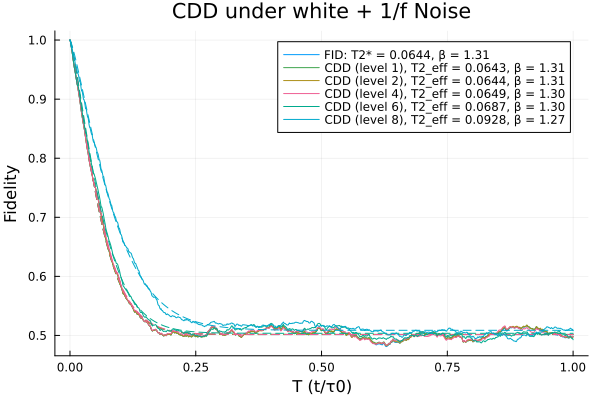 CDD under white + 1/f Noise
FID: T2* = 0.0644, β = 1.31
CDD (level 1), T2_eff = 0.0643, β = 1.31
CDD (level 2), T2_eff = 0.0644, β = 1.31
CDD (level 4), T2_eff = 0.0649, β = 1.30
CDD (level 6), T2_eff = 0.0687, β = 1.30
CDD (level 8), T2_eff = 0.0928, β = 1.27
Fidelity
1.0
0.9
0.8
0.7
0.6
0.5
0.00
0.25
0.50
0.75
1.00
T (t/τ0)